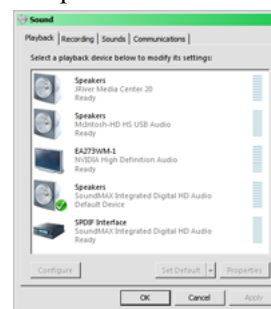 Sound
Playback Recording Sounds Communications
Select a playback device below to modify its settings:
Speakers
JRiver Media Center 20
Ready
Speakers
McIntosh-HD HS USB Audio
Ready
EA273WM-1
NVIDIA High Definition Audio
Ready
Speakers
SoundMAX Integrated Digital HD Audio
Default Device
SPDIF Interface
SoundMAX Integrated Digital HD Audio
Ready
Configure Set Default Properties
OK Cancel Apply